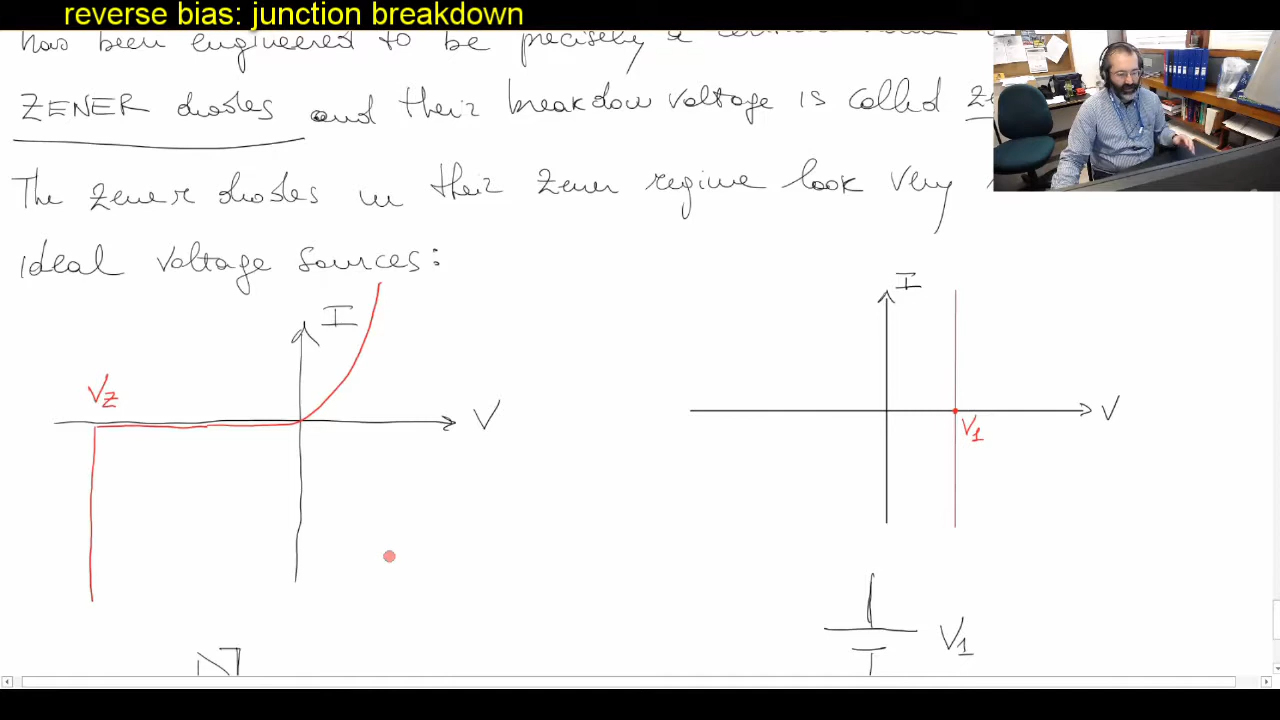 reverse bias: junction breakdown
has been engineered to be precisely a
ZENER diodes and their breakdow voltage is called
The zener diodes in their zener regime look very
ideal voltage sources:
I
I
Vz
V
V
V1
V1